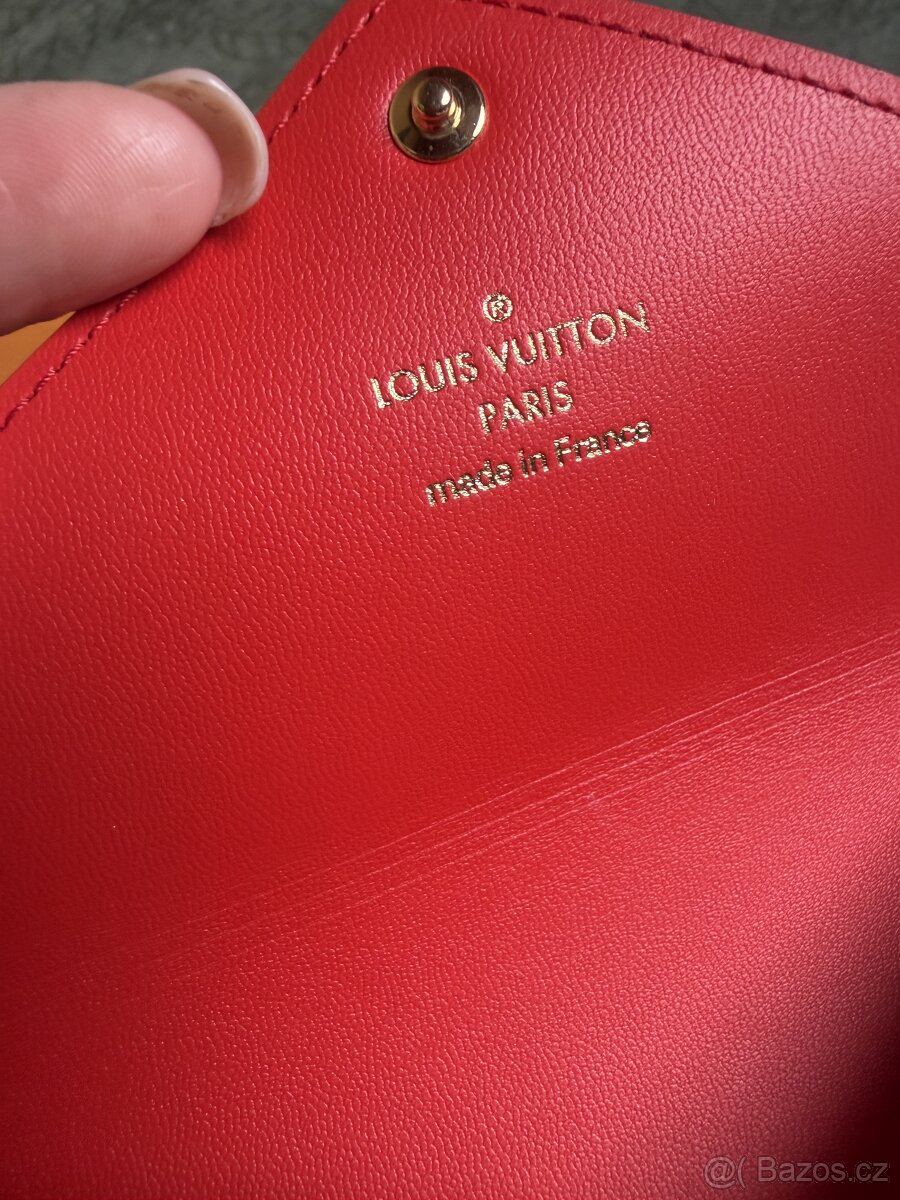 ®
LOUIS VUITTON
PARIS
made in France
@( Bazos.cz